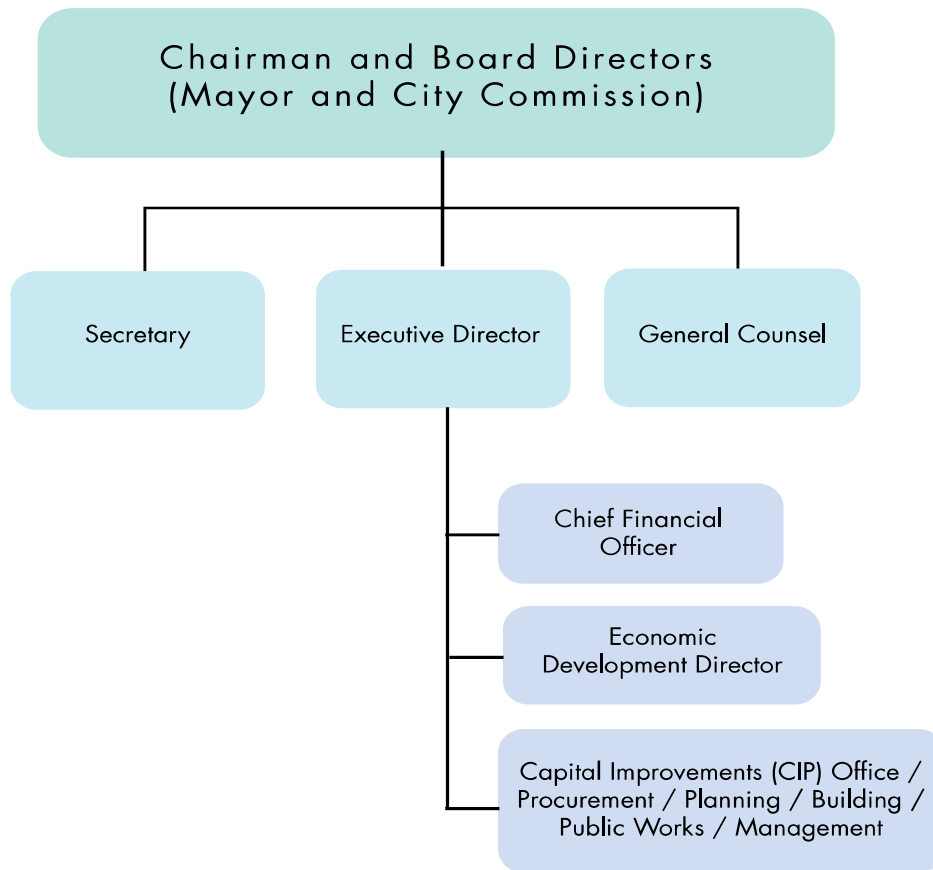 Chairman and Board Directors
(Mayor and City Commission)
Secretary
Executive Director
General Counsel
Chief Financial
Officer
Economic
Development Director
Capital Improvements (CIP) Office /
Procurement / Planning / Building /
Public Works / Management